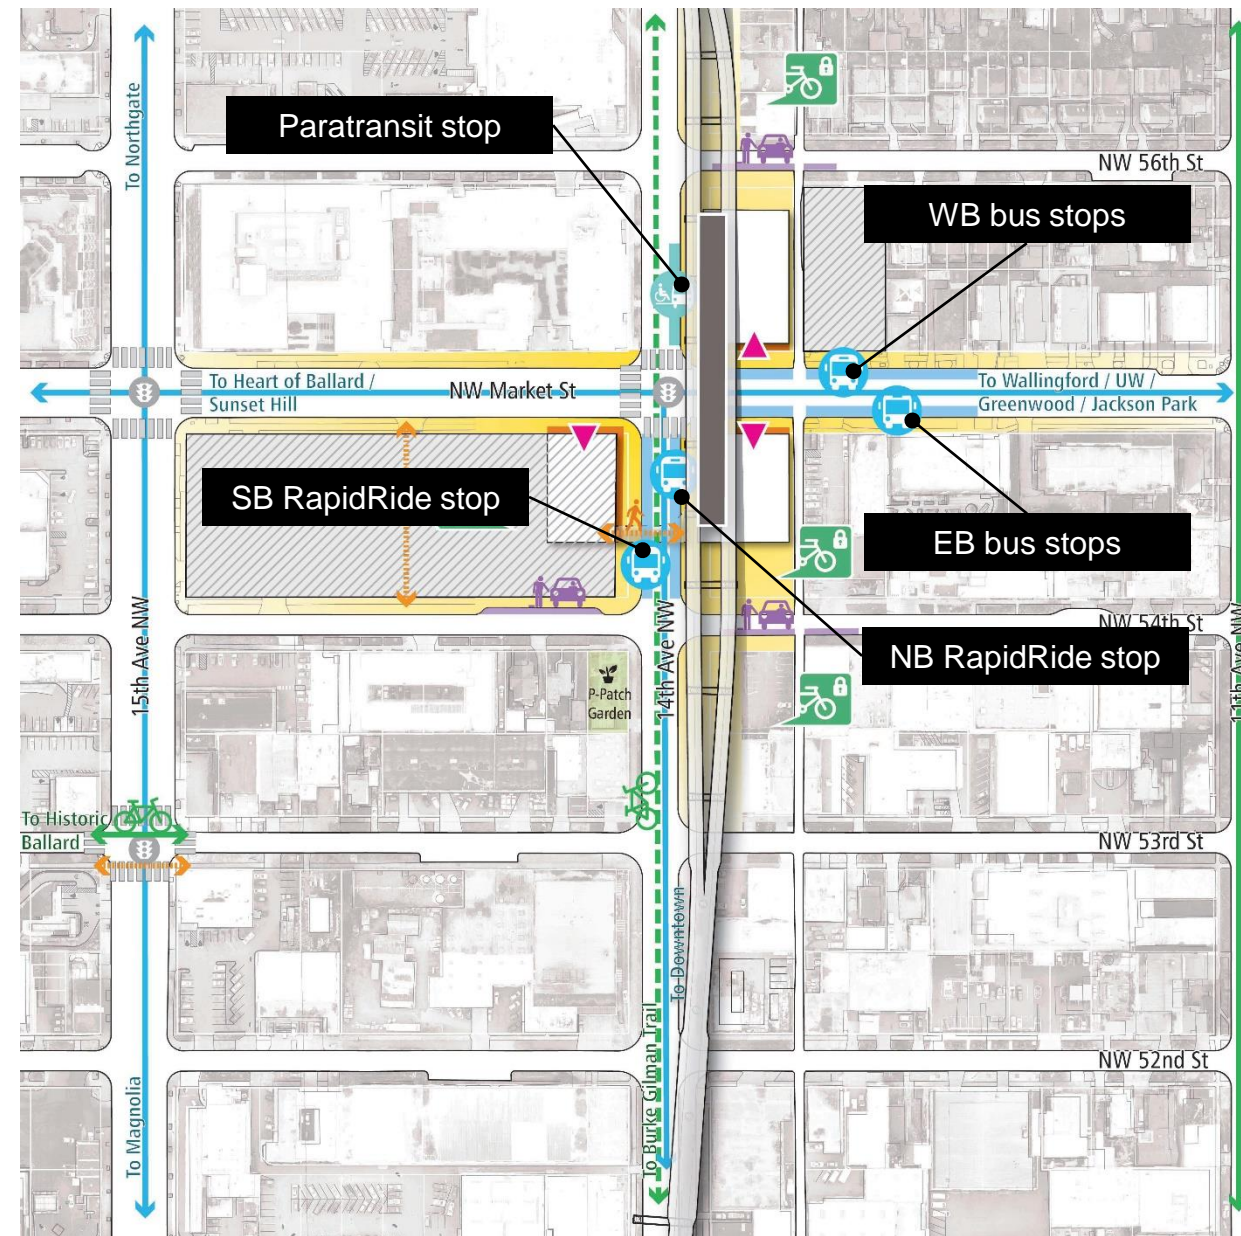 To Northgate
Paratransit stop
NW 56th St
WB bus stops
To Heart of Ballard /
Sunset Hill
NW Market St
To Wallingford / UW /
Greenwood / Jackson Park
SB RapidRide stop
EB bus stops
15th Ave NW
14th Ave NW
11th Ave NW
NW 54th St
NB RapidRide stop
P-Patch
Garden
To Historic
Ballard
NW 53rd St
To Downtown
NW 52nd St
To Magnolia
To Burke Gilman Trail